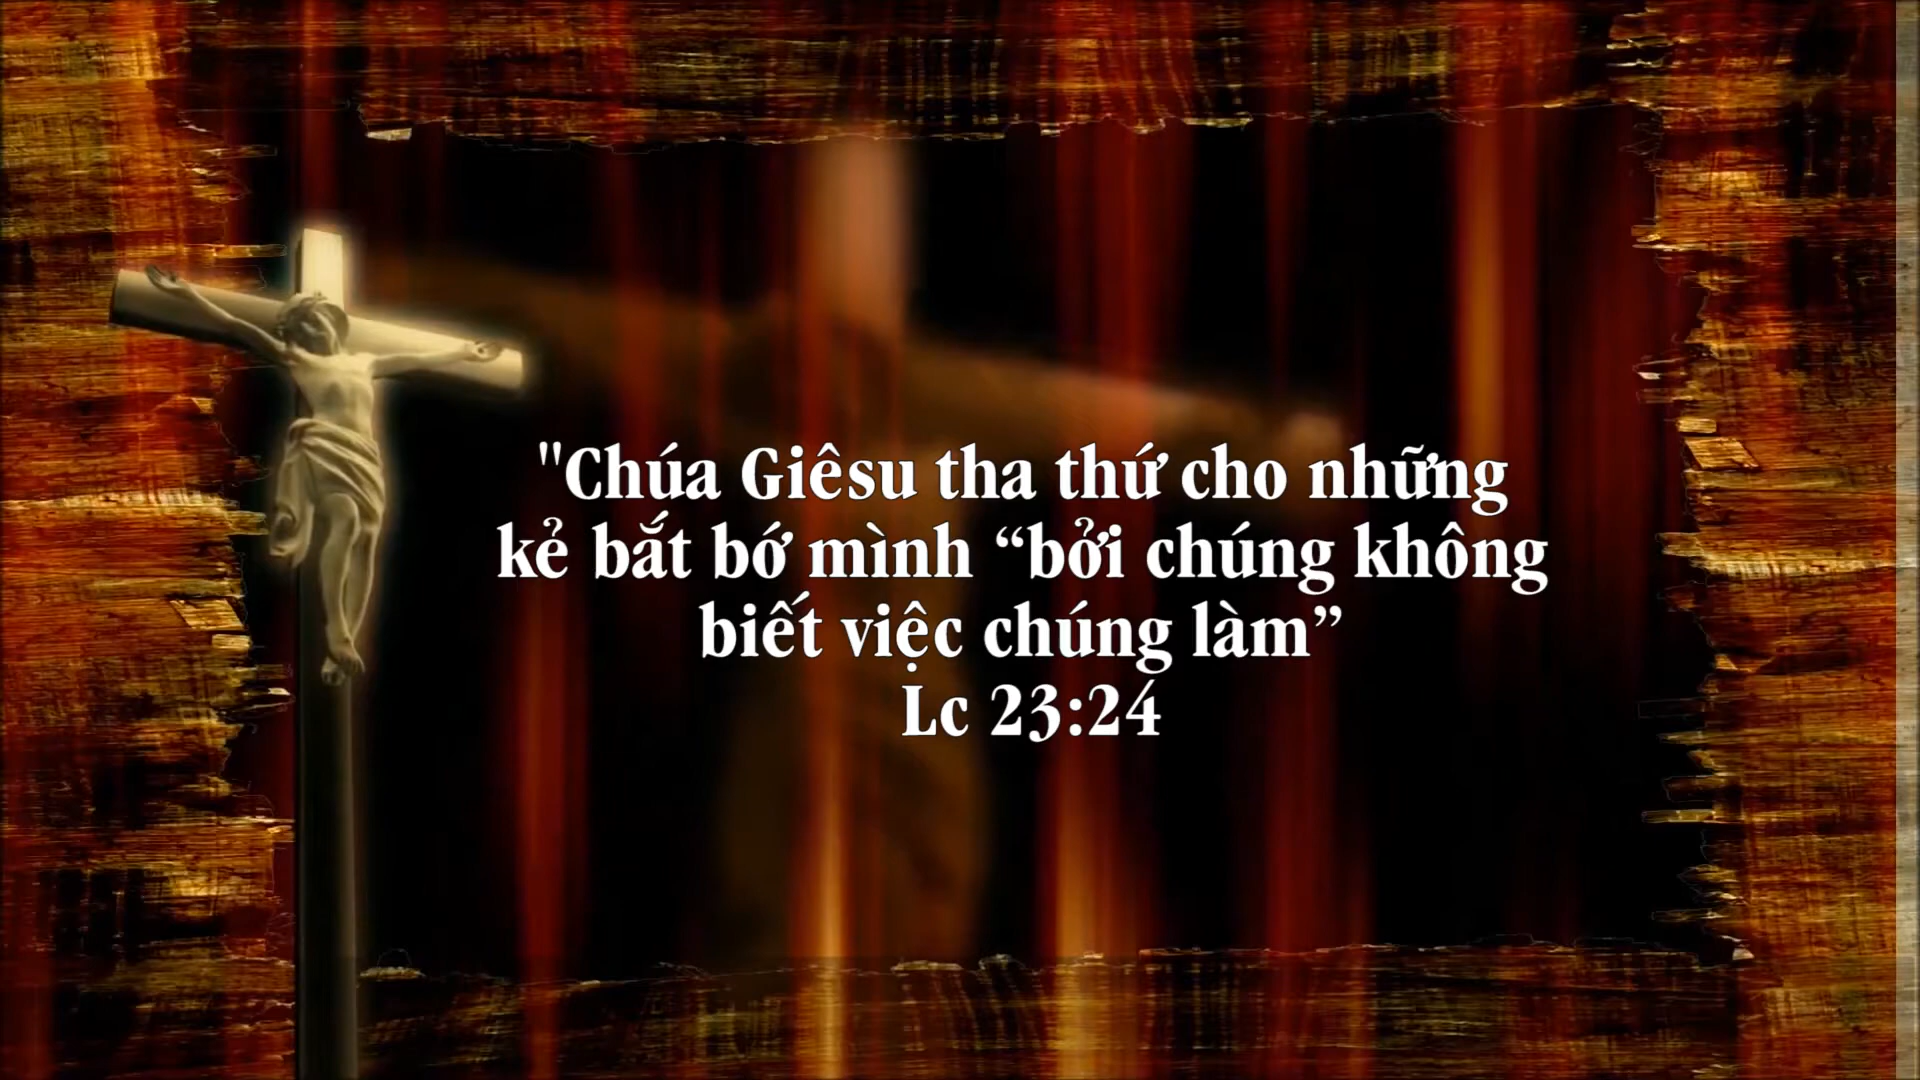 "Chúa Giêsu tha thứ cho những
kẻ bắt bớ mình “bởi chúng không
biết việc chúng làm”
Lc 23:24